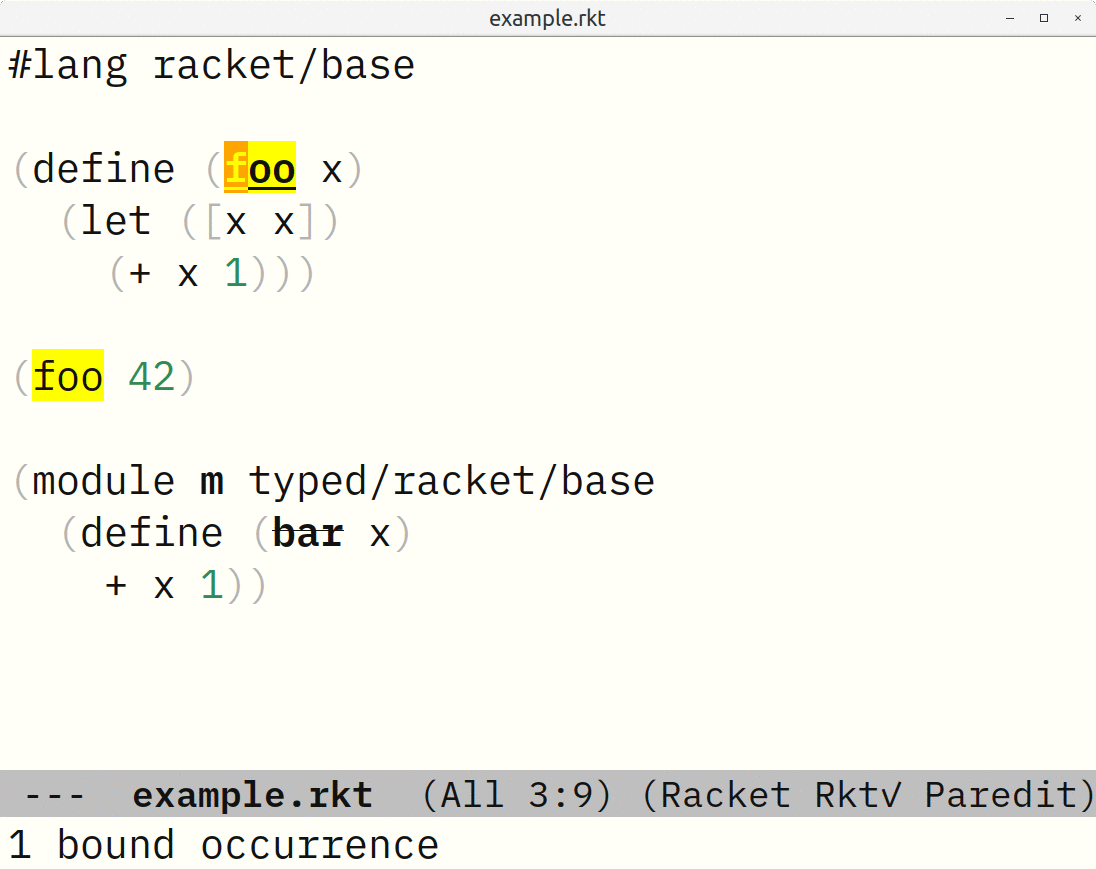 example.rkt
#lang racket/base
(define (foo x)
  (let ([x x])
    (+ x 1)))
(foo 42)
(module m typed/racket/base
  (define (bar x)
    + x 1))
--- example.rkt (All 3:9) (Racket Rkt√ Paredit)
1 bound occurrence